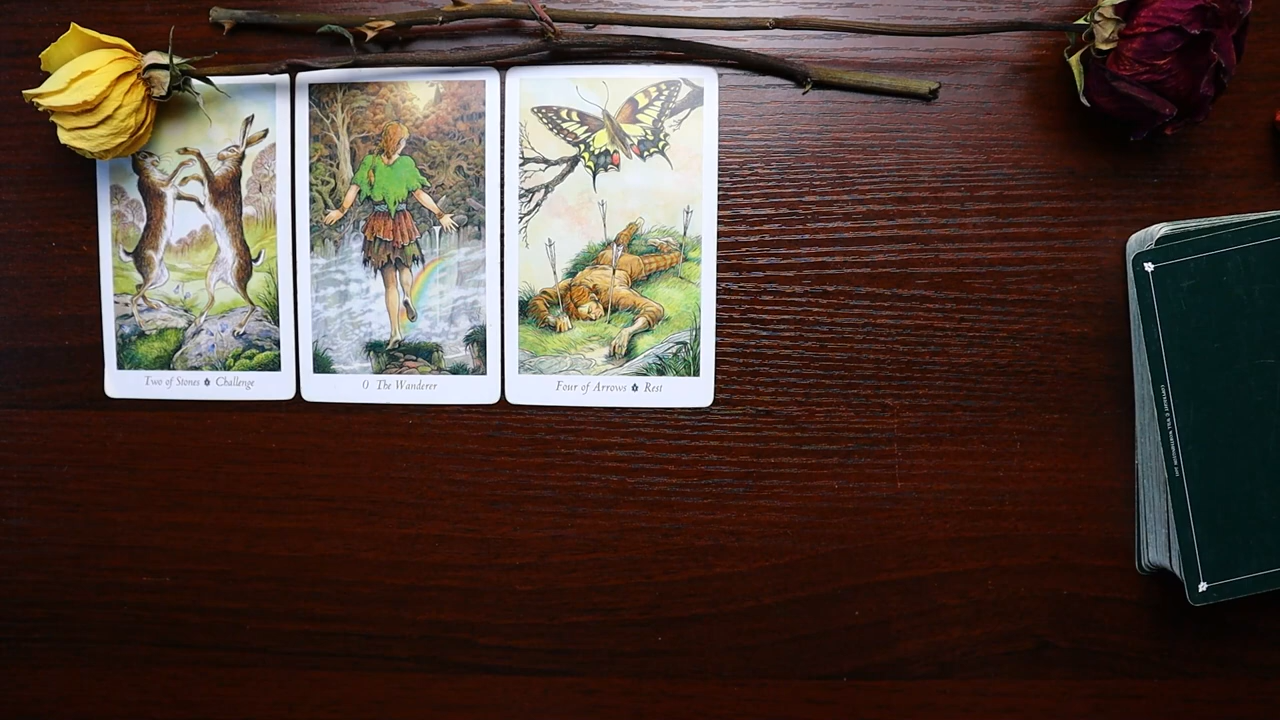 Two of Stones Challenge
0 The Wanderer
Four of Arrows Rest